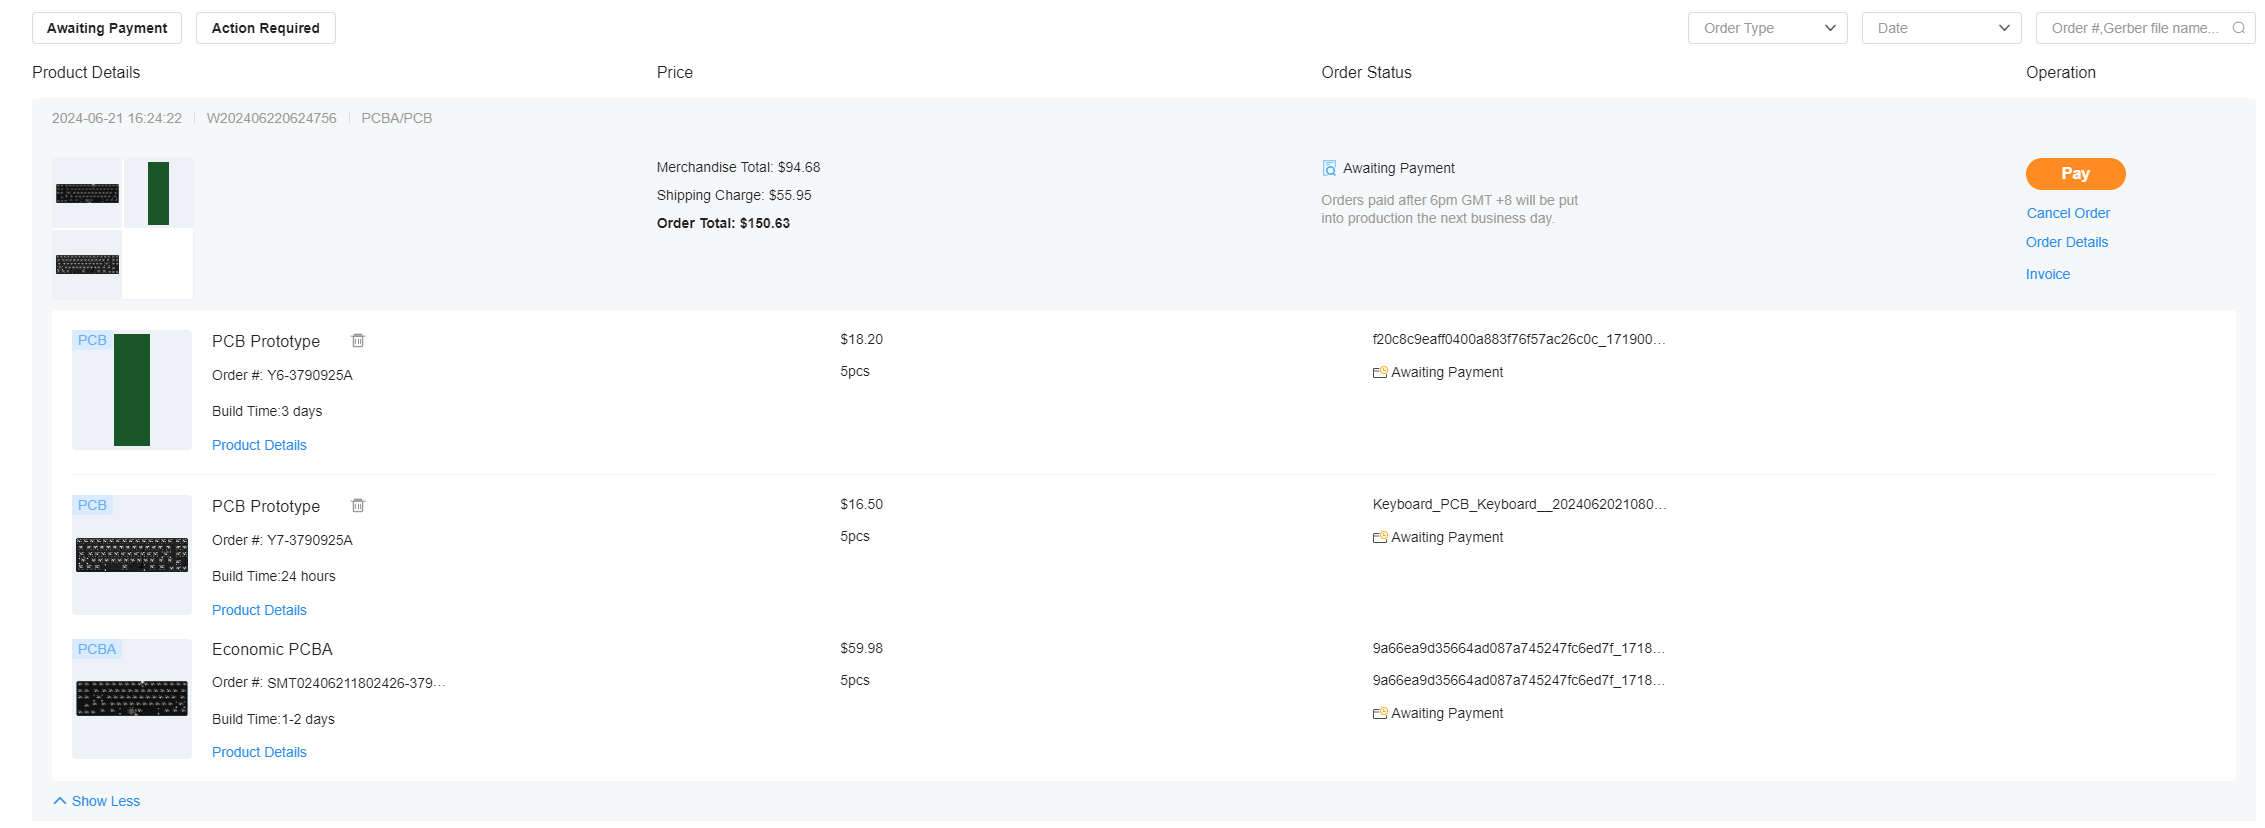 Awaiting Payment
Action Required
Order Type
Date
Order #,Gerber file name...
Product Details
Price
Order Status
Operation
2024-06-21 16:24:22
W202406220624756
PCBA/PCB
Merchandise Total: $94.68
Shipping Charge: $55.95
Order Total: $150.63
Awaiting Payment
Orders paid after 6pm GMT +8 will be put
into production the next business day.
Pay
Cancel Order
Order Details
Invoice
PCB
PCB Prototype
Order #: Y6-3790925A
Build Time:3 days
Product Details
$18.20
5pcs
f20c8c9eaff0400a883f76f57ac26c0c_171900...
Awaiting Payment
PCB
PCB Prototype
Order #: Y7-3790925A
Build Time:24 hours
Product Details
$16.50
5pcs
Keyboard_PCB_Keyboard__2024062021080...
Awaiting Payment
PCBA
Economic PCBA
Order #: SMT02406211802426-379...
Build Time:1-2 days
Product Details
$59.98
5pcs
9a66ea9d35664ad087a745247fc6ed7f_1718...
9a66ea9d35664ad087a745247fc6ed7f_1718...
Awaiting Payment
Show Less